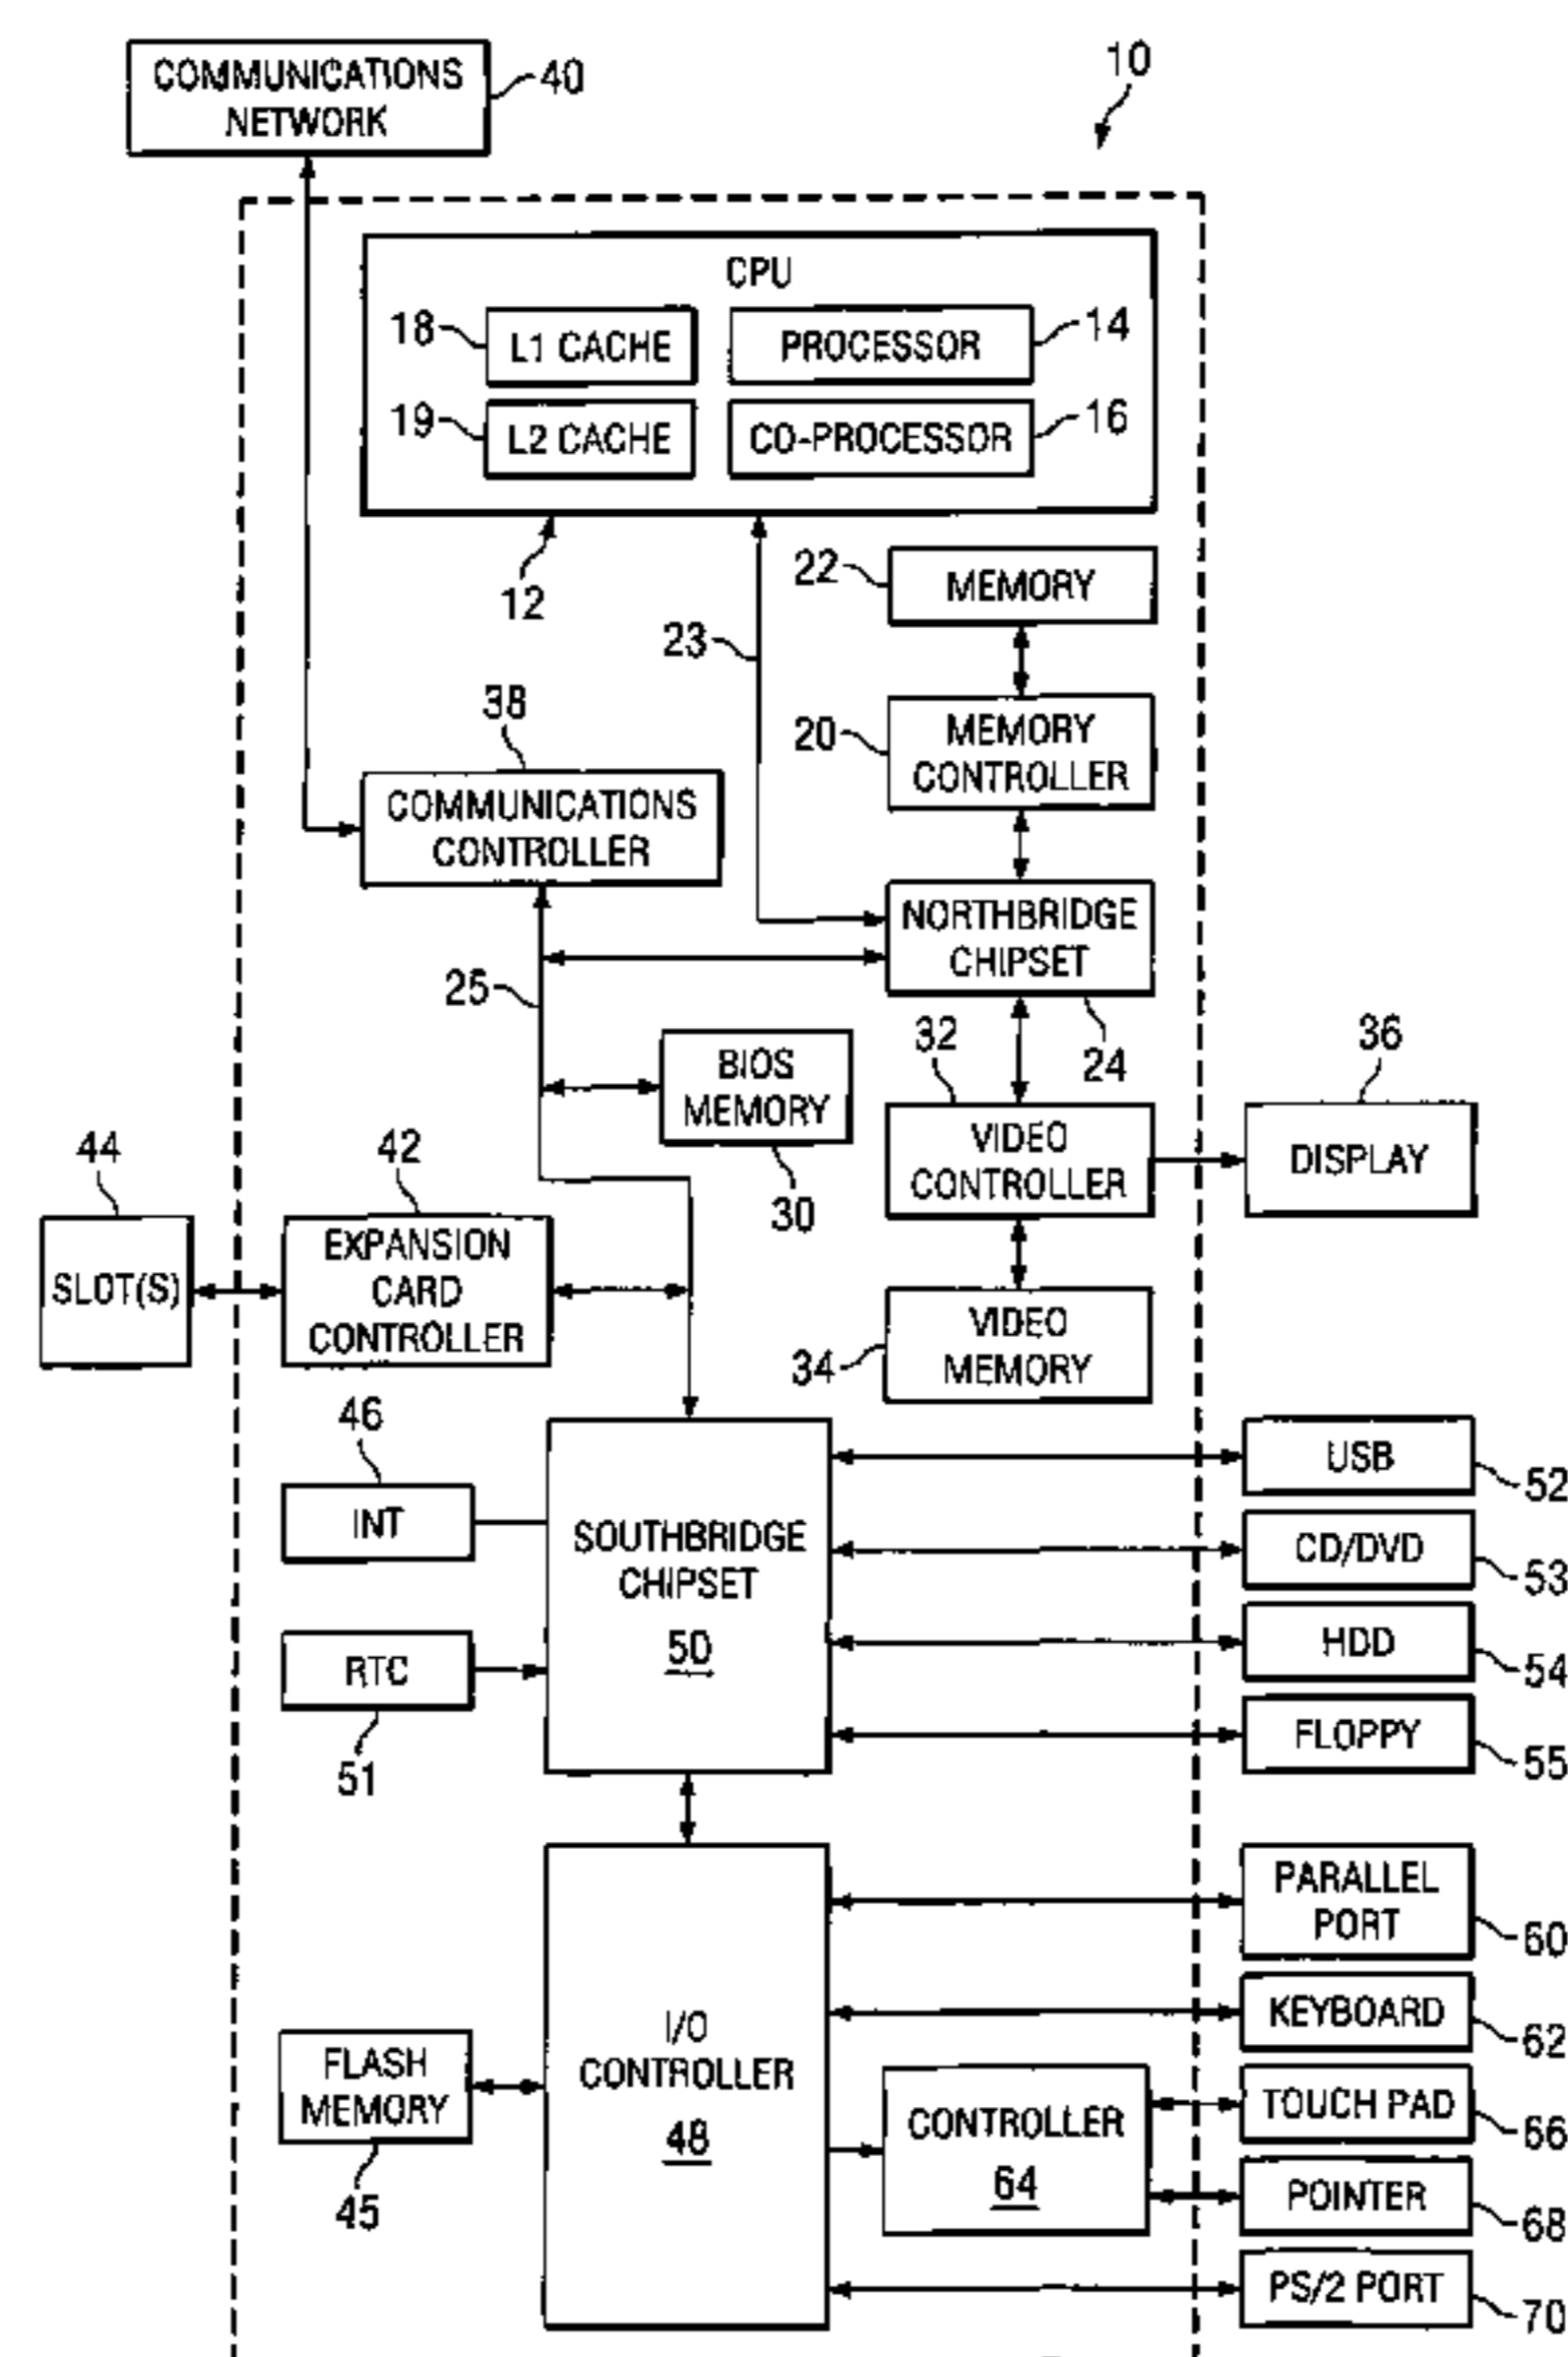 COMMUNICATIONS
NETWORK
40
10
CPU
18
L1 CACHE
PROCESSOR
14
19
L2 CACHE
CO-PROCESSOR
16
12
22
MEMORY
23
38
20
MEMORY
CONTROLLER
COMMUNICATIONS
CONTROLLER
NORTHBRIDGE
CHIPSET
25
24
32
36
BIOS
MEMORY
30
VIDEO
CONTROLLER
DISPLAY
44
42
SLOT(S)
EXPANSION
CARD
CONTROLLER
34
VIDEO
MEMORY
46
INT
SOUTHBRIDGE
CHIPSET
50
USB
52
CD/DVD
53
RTC
51
HDD
54
FLOPPY
55
PARALLEL
PORT
60
I/O
CONTROLLER
48
KEYBOARD
62
FLASH
MEMORY
45
CONTROLLER
64
TOUCH PAD
66
POINTER
68
PS/2 PORT
70